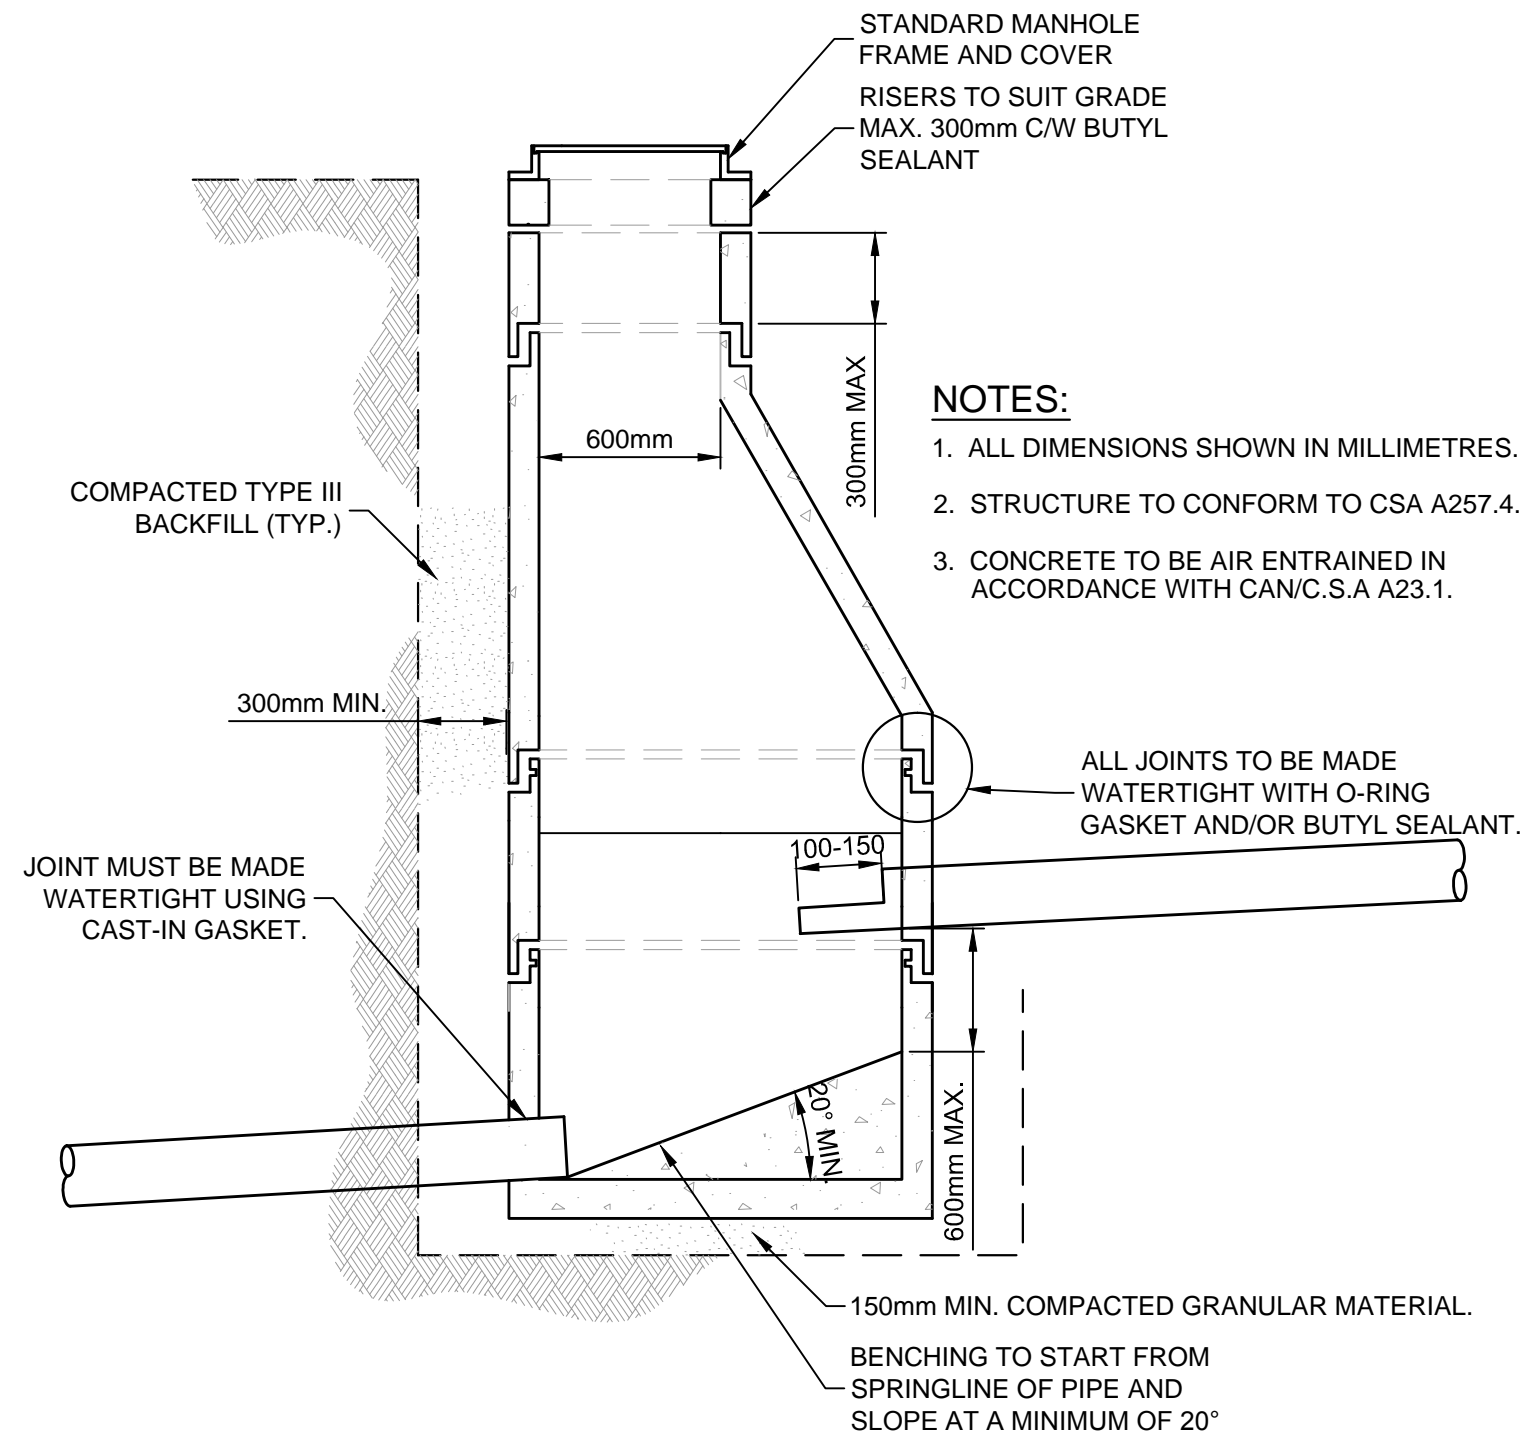 STANDARD MANHOLE
FRAME AND COVER
RISERS TO SUIT GRADE
MAX. 300mm C/W BUTYL
SEALANT
300mm MAX
600mm
NOTES:
1. ALL DIMENSIONS SHOWN IN MILLIMETRES.
2. STRUCTURE TO CONFORM TO CSA A257.4.
3. CONCRETE TO BE AIR ENTRAINED IN
ACCORDANCE WITH CAN/C.S.A A23.1.
COMPACTED TYPE III
BACKFILL (TYP.)
300mm MIN.
ALL JOINTS TO BE MADE
WATERTIGHT WITH O-RING
GASKET AND/OR BUTYL SEALANT.
100-150
JOINT MUST BE MADE
WATERTIGHT USING
CAST-IN GASKET.
20° MIN.
600mm MAX.
150mm MIN. COMPACTED GRANULAR MATERIAL.
BENCHING TO START FROM
SPRINGLINE OF PIPE AND
SLOPE AT A MINIMUM OF 20°